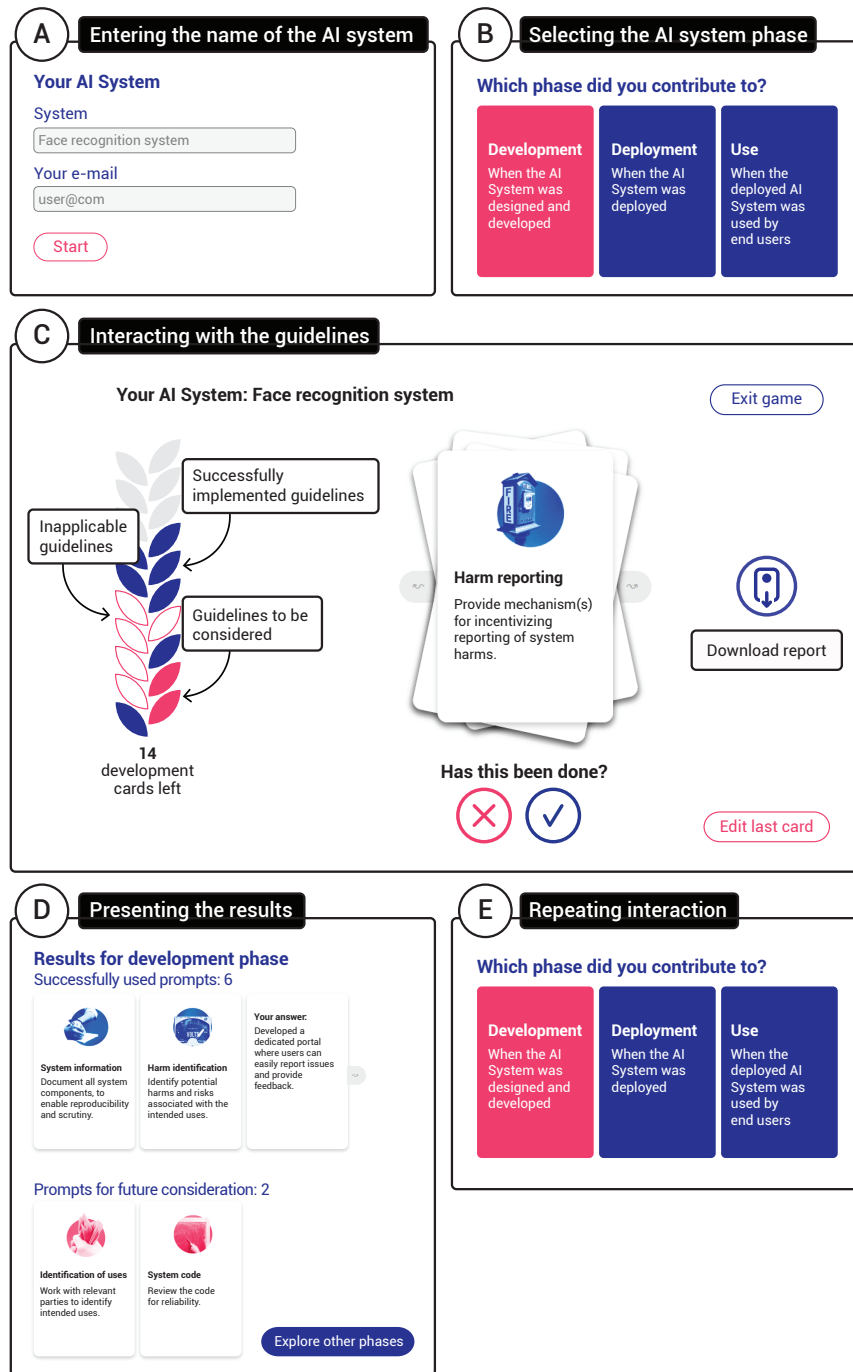 A
Entering the name of the AI system
Your AI System
System
Face recognition system
Your e-mail
user@com
Start
B
Selecting the AI system phase
Which phase did you contribute to?
Development
When the AI
System was
designed and
developed
Deployment
When the AI
System was
deployed
Use
When the
deployed AI
System was
used by
end users
C
Interacting with the guidelines
Your AI System: Face recognition system
Exit game
Successfully
implemented guidelines
Inapplicable
guidelines
Guidelines to be
considered
14
development
cards left
FIRE
Harm reporting
Provide mechanism(s)
for incentivizing
reporting of system
harms.
Has this been done?
Download report
Edit last card
D
Presenting the results
Results for development phase
Successfully used prompts: 6
System information
Document all system
components, to
enable reproducibility
and scrutiny.
VOLTS
Harm identification
Identify potential
harms and risks
associated with the
intended uses.
Your answer:
Developed a
dedicated portal
where users can
easily report issues
and provide
feedback.
Prompts for future consideration: 2
Identification of uses
Work with relevant
parties to identify
intended uses.
System code
Review the code
for reliability.
Explore other phases
E
Repeating interaction
Which phase did you contribute to?
Development
When the AI
System was
designed and
developed
Deployment
When the AI
System was
deployed
Use
When the
deployed AI
System was
used by
end users